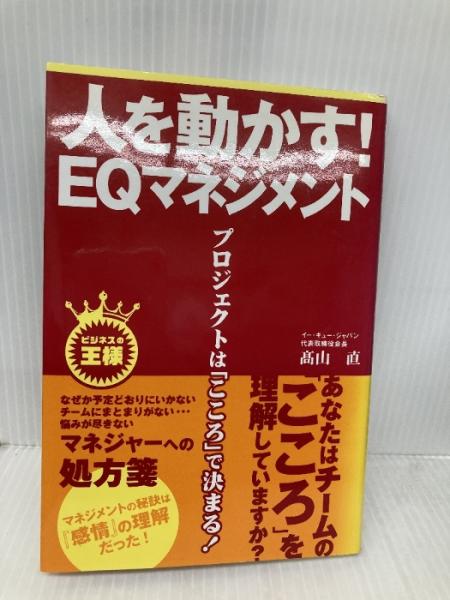 人を動かす!
EQマネジメント
プロジェクトは「こころ」で決まる!
イー・キュー・ジャパン
代表取締役会長
髙山 直
ビジネスの
王様
あなたはチームの
「こころ」を
理解していますか?
なぜか予定どおりにいかない
チームにまとまりがない…
悩みが尽きない
マネジャーへの
処方箋
マネジメントの秘訣は
『感情』の理解
だった!